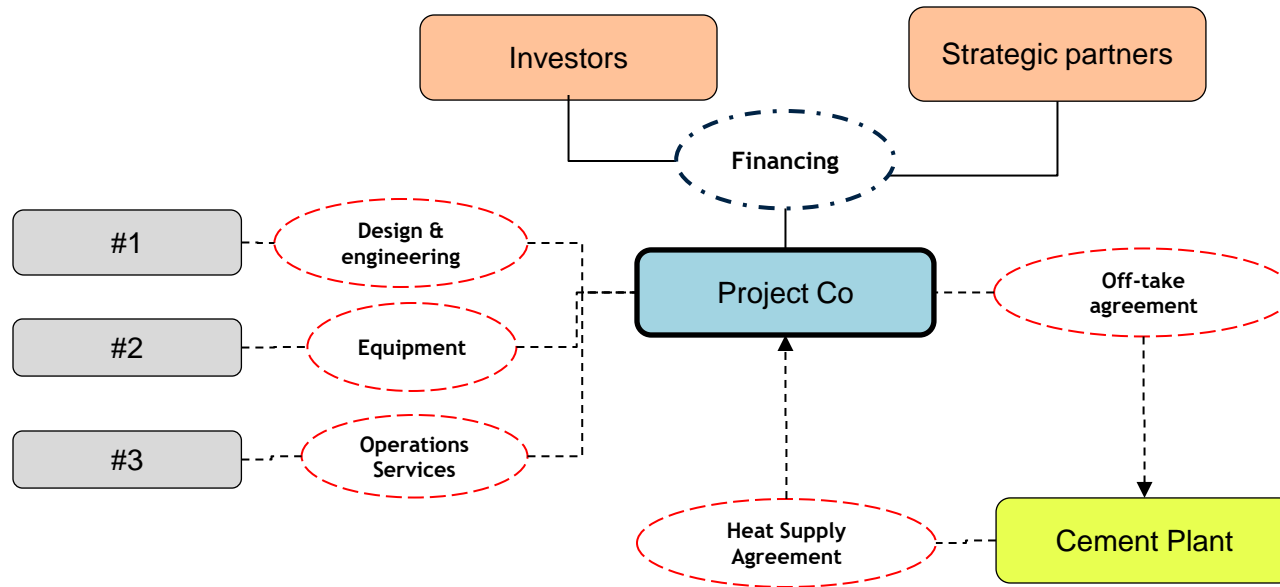 Investors
Strategic partners
Financing
#1
Design &
engineering
Project Co
Off-take
agreement
#2
Equipment
#3
Operations
Services
Heat Supply
Agreement
Cement Plant